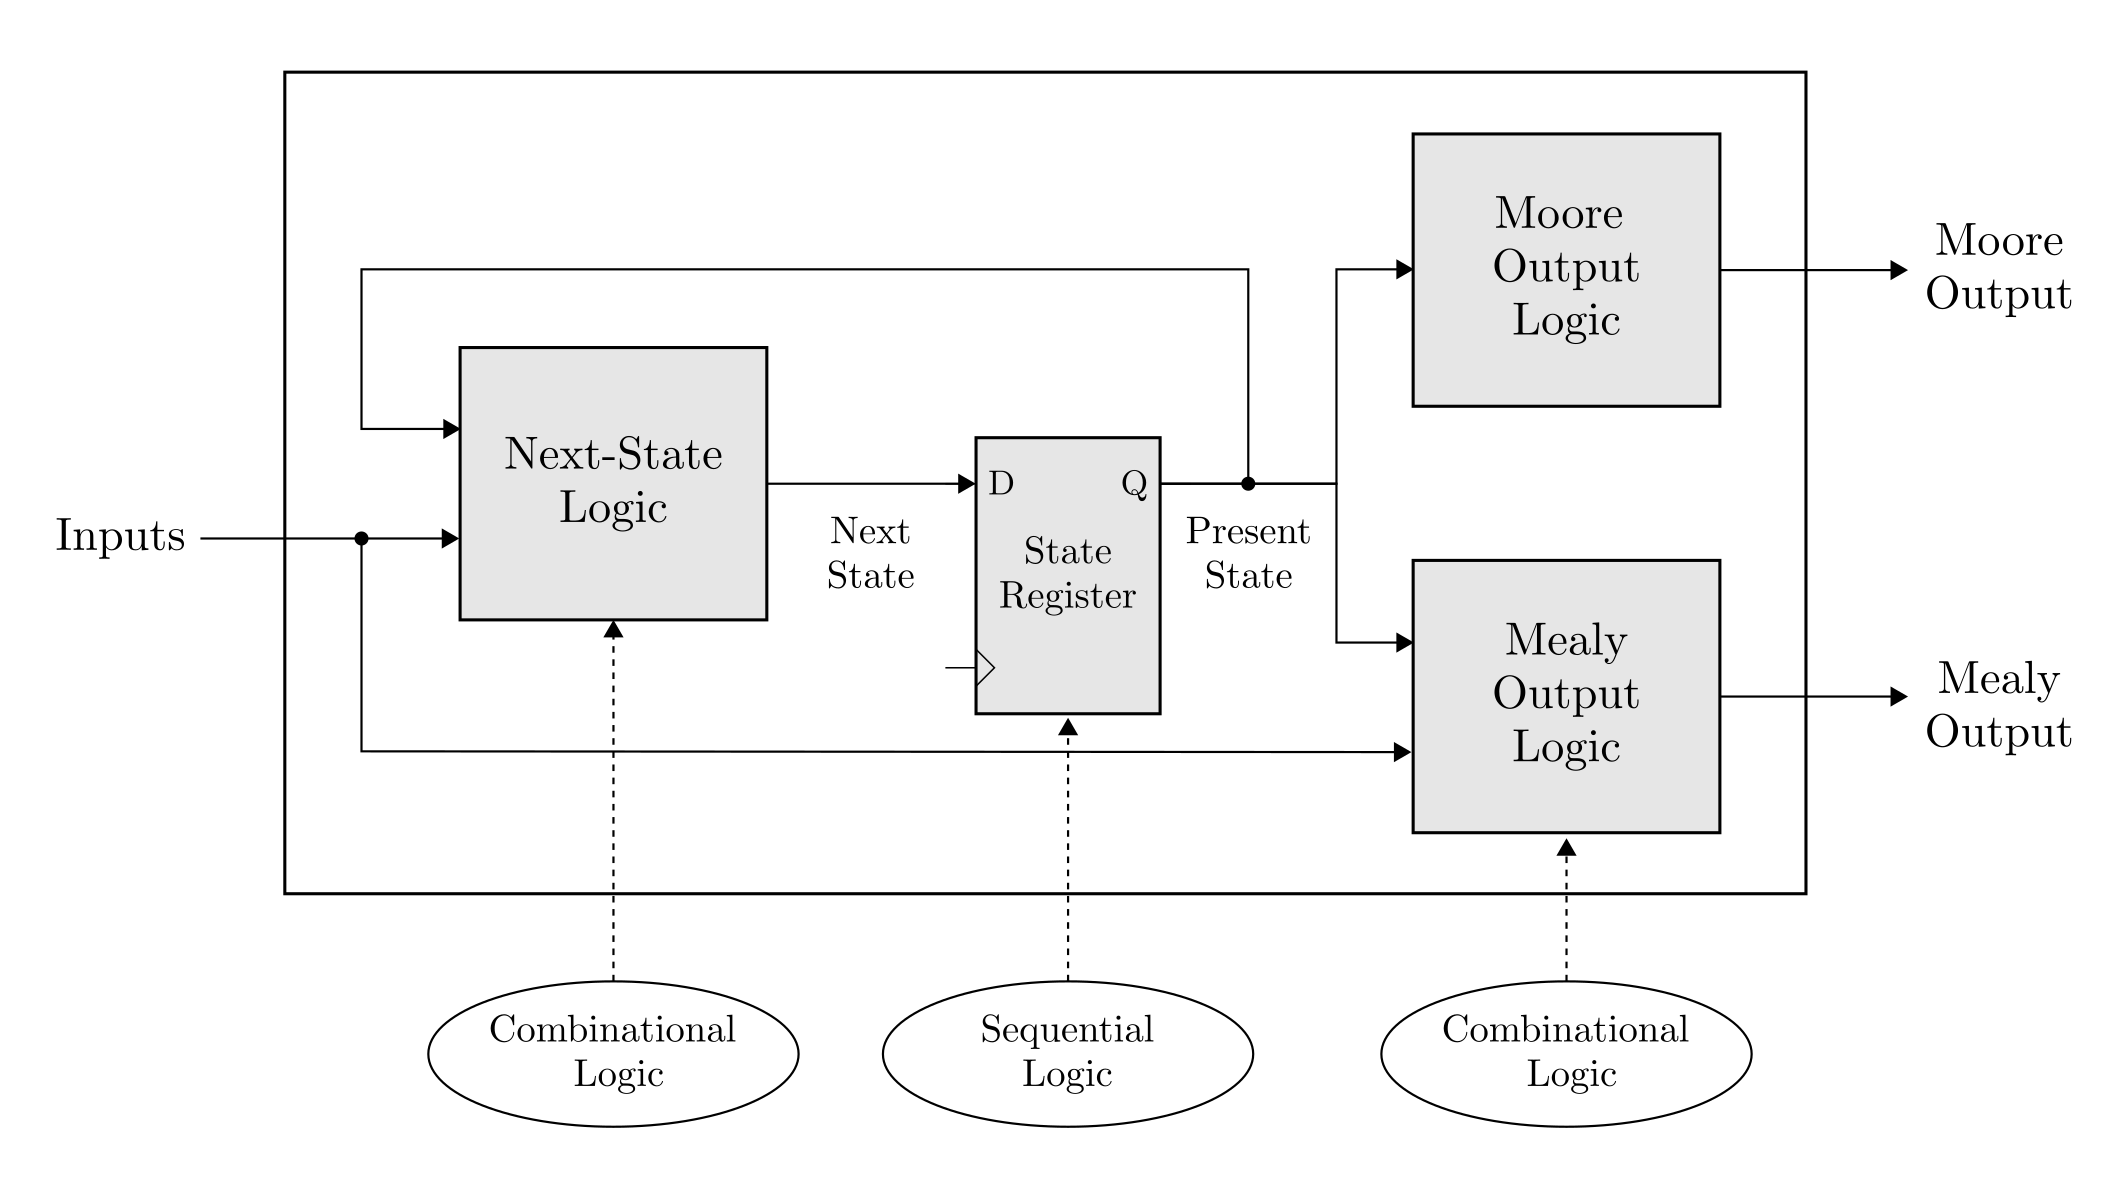 Moore
Output
Logic
Moore
Output
Next-State
Logic
Inputs
D
Q
Next
State
State
Register
Present
State
Mealy
Output
Logic
Mealy
Output
Combinational
Logic
Sequential
Logic
Combinational
Logic